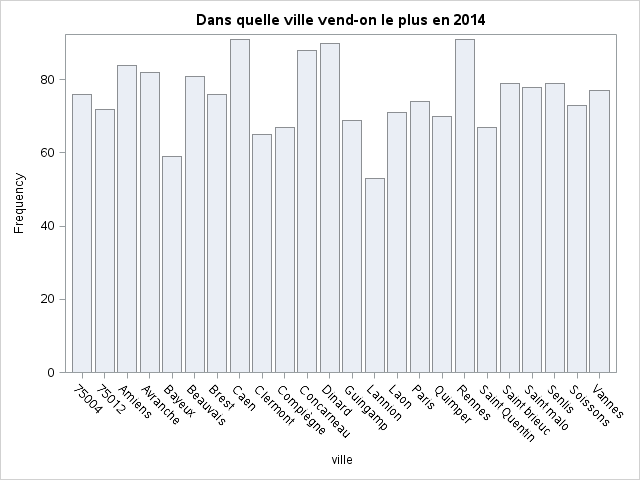 Dans quelle ville vend-on le plus en 2014
Frequency
80
60
40
20
0
75004
75012
Amiens
Avranche
Bayeux
Beauvais
Brest
Caen
Clermont
Complègne
Concarneau
Dinard
Guingamp
Lannion
Laon
Paris
Quimper
Rennes
Saint Quentin
Saint brieuc
Saint malo
Senlis
Soissons
Vannes
ville